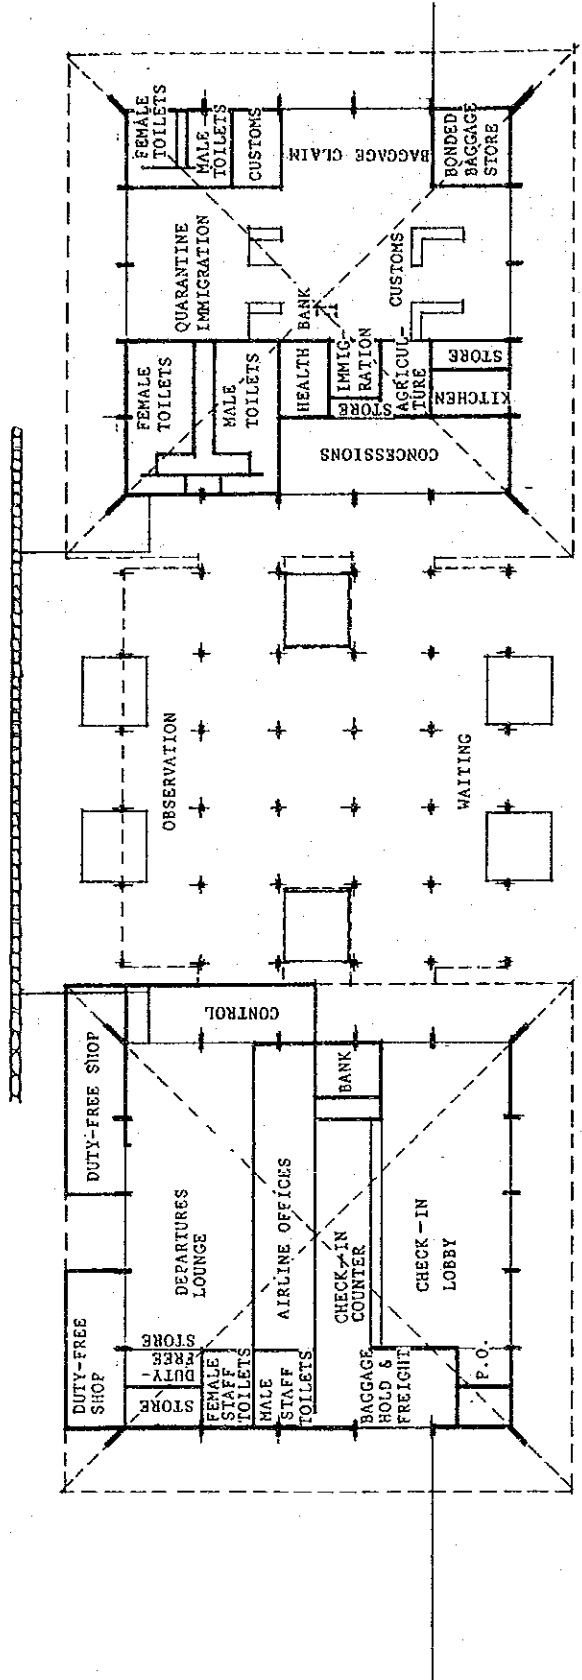 FEMALE
TOILETS
MALE
TOILETS
CUSTOMS
BAGGAGE CLAIN
BONDED
BAGGAGE
STORE
QUARANTINE
IMMIGRATION
BANK
CUSTOMS
FEMALE
TOILETS
MALE
TOILETS
HEALTH
IMMIG-
RATION
STORE
AGRICUL-
TURE
STORE
KITCHEN
CONCESSIONS
OBSERVATION
WAITING
CONTROL
DUTY-FREE SHOP
BANK
DEPARTURES
LOUNGE
AIRLINE OFFICES
CHECK-IN
COUNTER
CHECK-IN
LOBBY
DUTY-FREE
SHOP
DUTY-
FREE
STORE
STORE
FEMALE
STAFF
TOILETS
MALE
STAFF
TOILETS
BAGGAGE
HOLD &
FREIGHT
P.O.